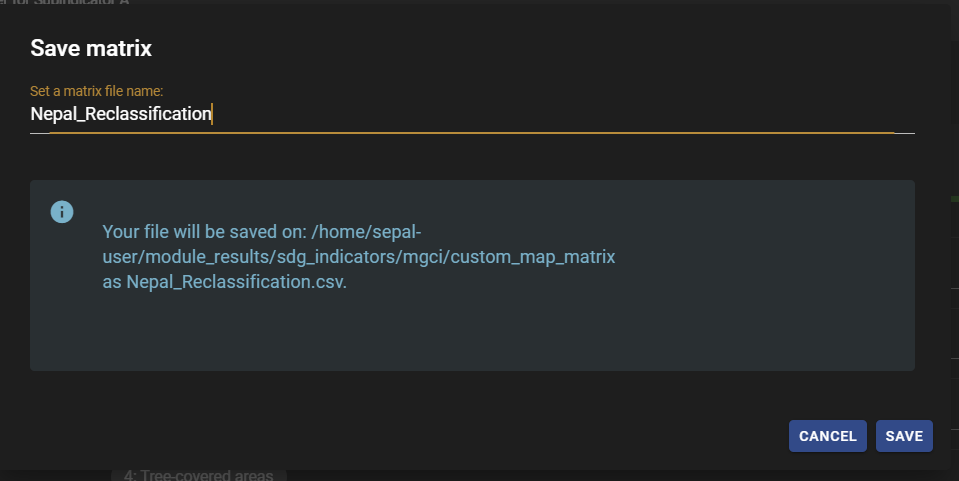 er for Subindicator A
Save matrix
Set a matrix file name:
Nepal_Reclassification
Your file will be saved on: /home/sepal-
user/module_results/sdg_indicators/mgci/custom_map_matrix
as Nepal_Reclassification.csv.
CANCEL SAVE
4: Tree-covered areas